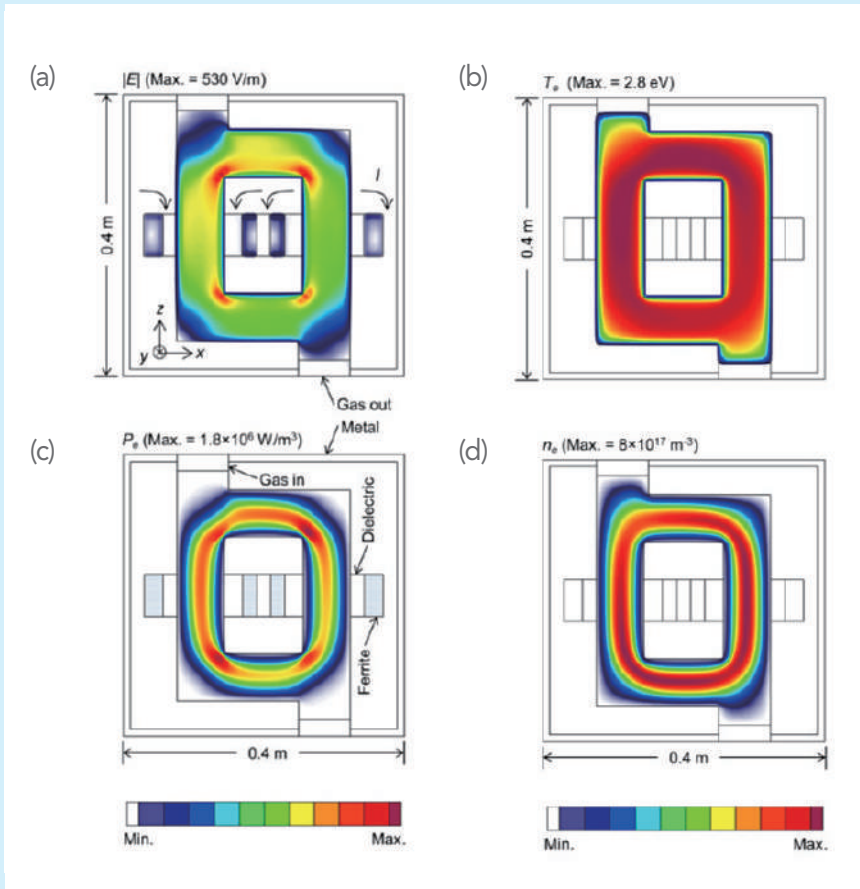 (a)
|E| (Max. = 530 V/m)
0.4 m
I
z
y
x
Gas out
Metal
(b)
Te (Max. = 2.8 eV)
0.4 m
(c)
Pe (Max. = 1.8×10⁶ W/m³)
Gas in
Dielectric
Ferrite
0.4 m
(d)
ne (Max. = 8×10¹⁷ m⁻³)
0.4 m
Min.
Max.
Min.
Max.